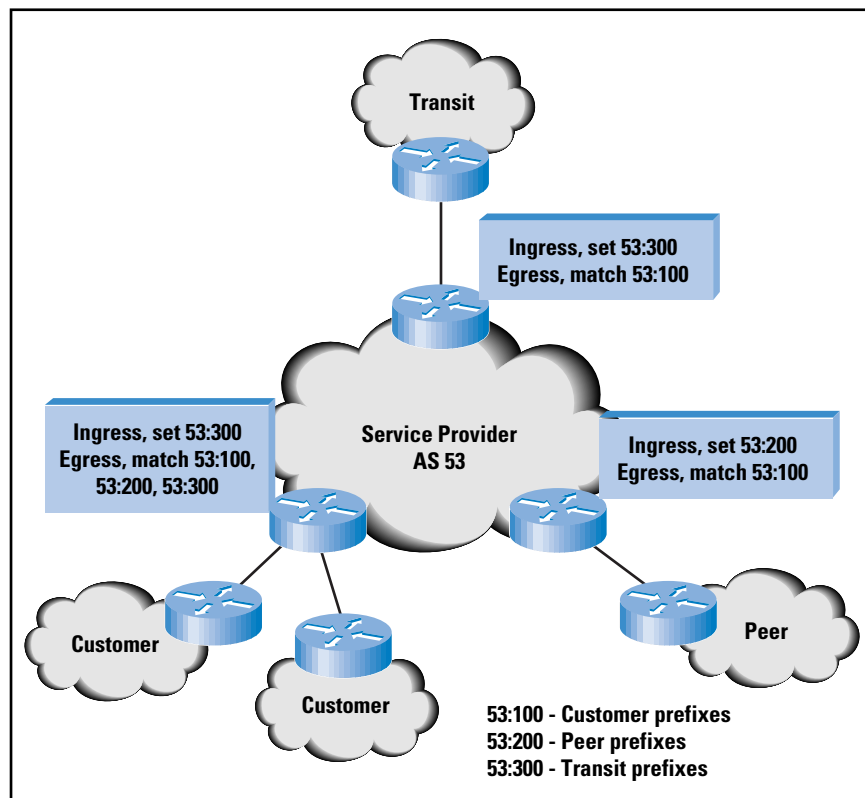 Transit
Ingress, set 53:300
Egress, match 53:100
Ingress, set 53:300
Egress, match 53:100,
53:200, 53:300
Service Provider
AS 53
Ingress, set 53:200
Egress, match 53:100
Customer
Customer
Peer
53:100 - Customer prefixes
53:200 - Peer prefixes
53:300 - Transit prefixes